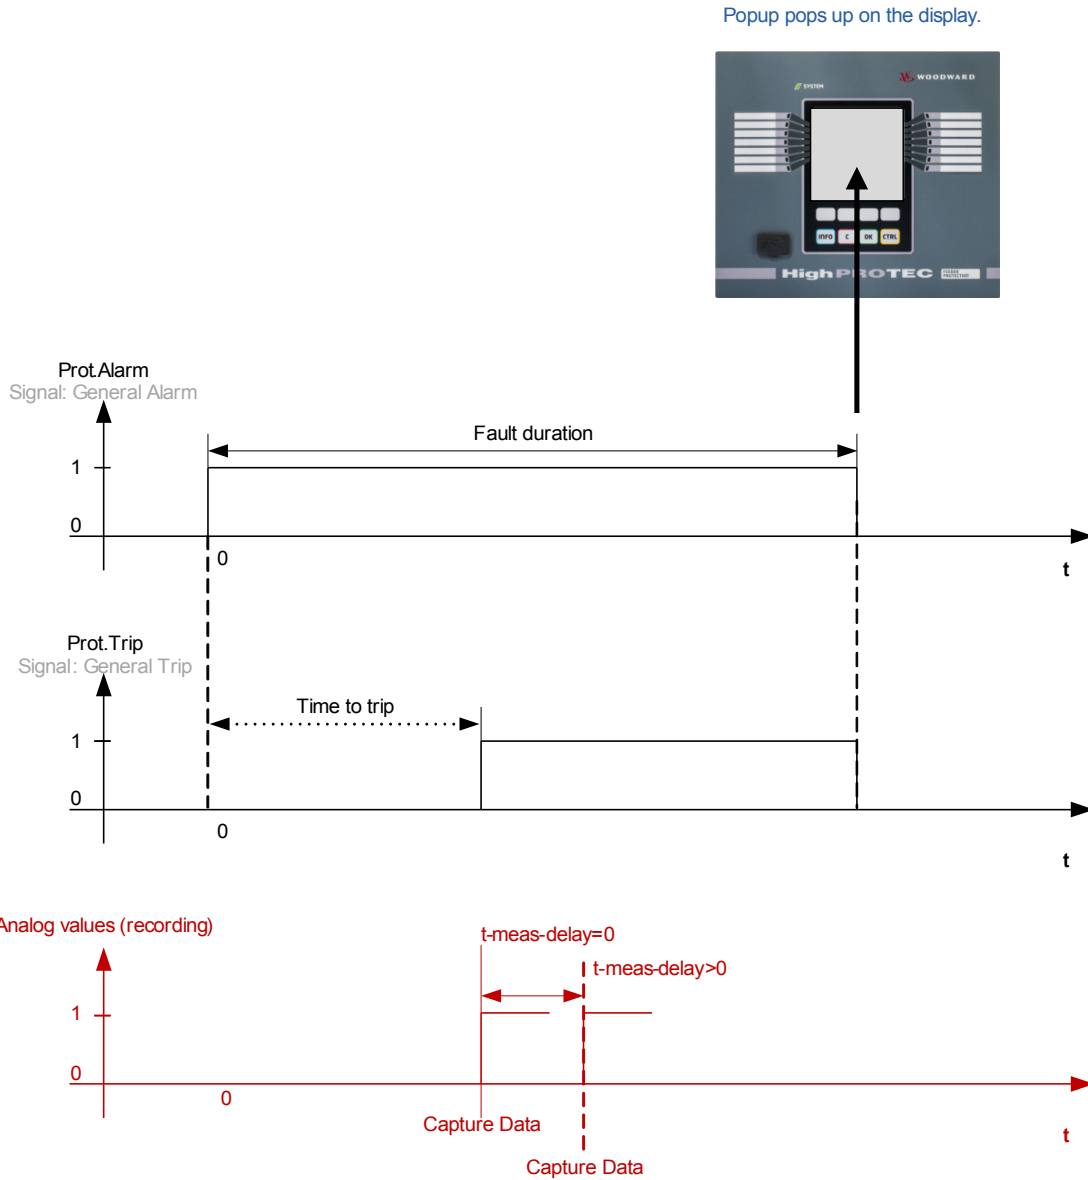 Popup pops up on the display.
WOODWARD
SYSTEM
INFO C OK CTRL
HighPROTEC FEEDER PROTECTION
Prot.Alarm
Signal: General Alarm
Fault duration
1
0
0
t
Prot.Trip
Signal: General Trip
Time to trip
1
0
0
t
Analog values (recording)
t-meas-delay=0
t-meas-delay>0
1
0
0
Capture Data
t
Capture Data